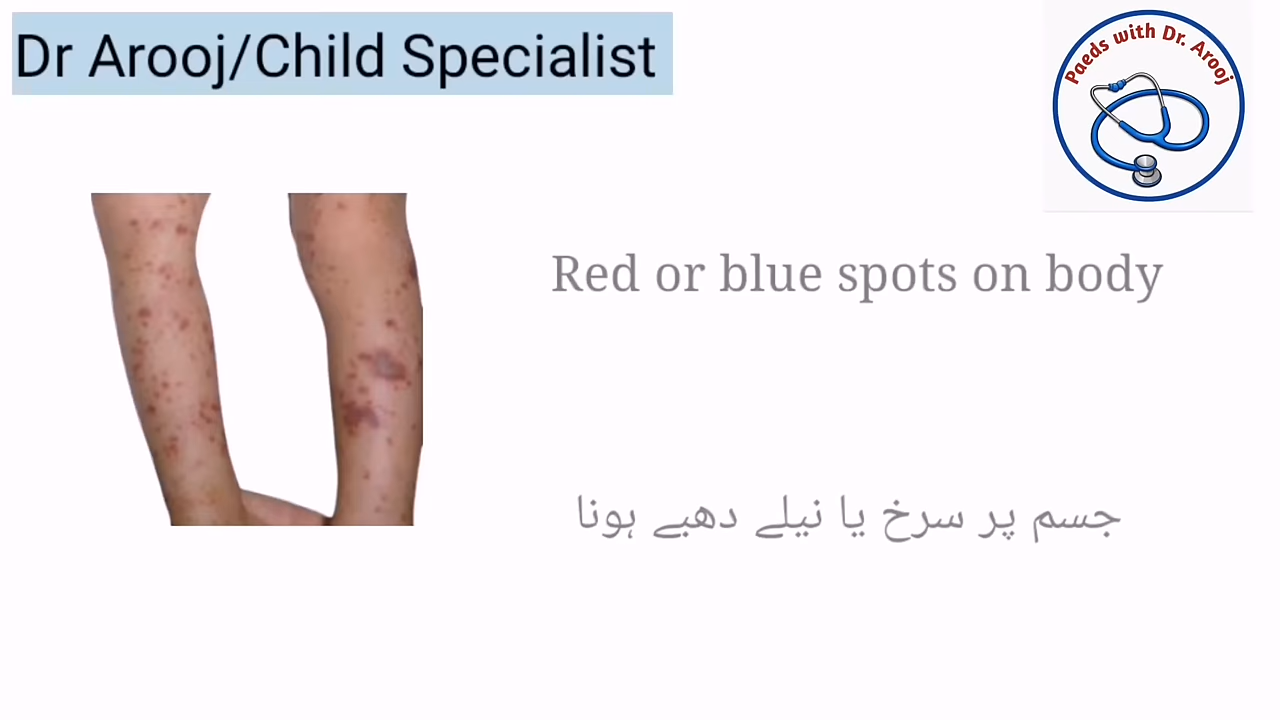 Dr Arooj/Child Specialist
Paeds with Dr. Arooj
Red or blue spots on body
جسم پر سرخ یا نیلے دھبے ہونا